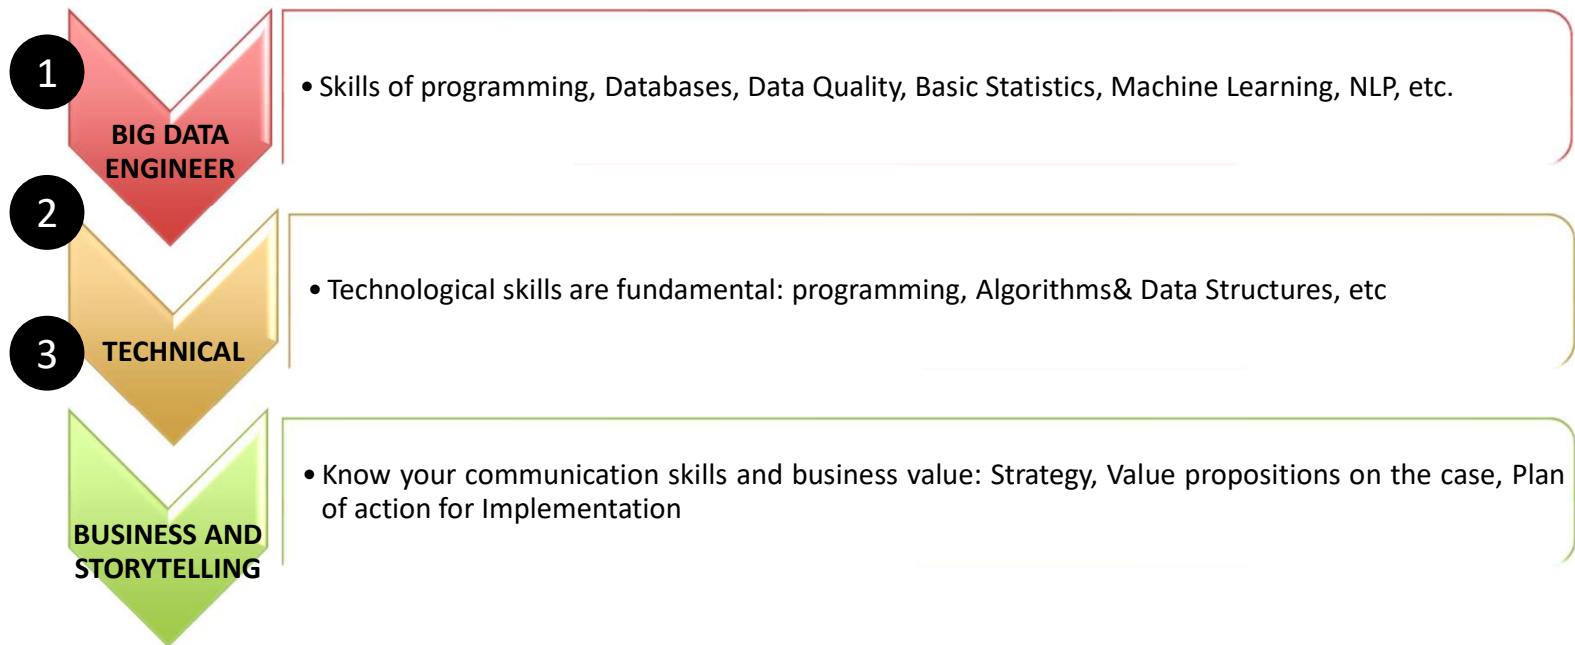 1
BIG DATA
ENGINEER
• Skills of programming, Databases, Data Quality, Basic Statistics, Machine Learning, NLP, etc.
2
TECHNICAL
• Technological skills are fundamental: programming, Algorithms& Data Structures, etc
3
BUSINESS AND
STORYTELLING
• Know your communication skills and business value: Strategy, Value propositions on the case, Plan
of action for Implementation